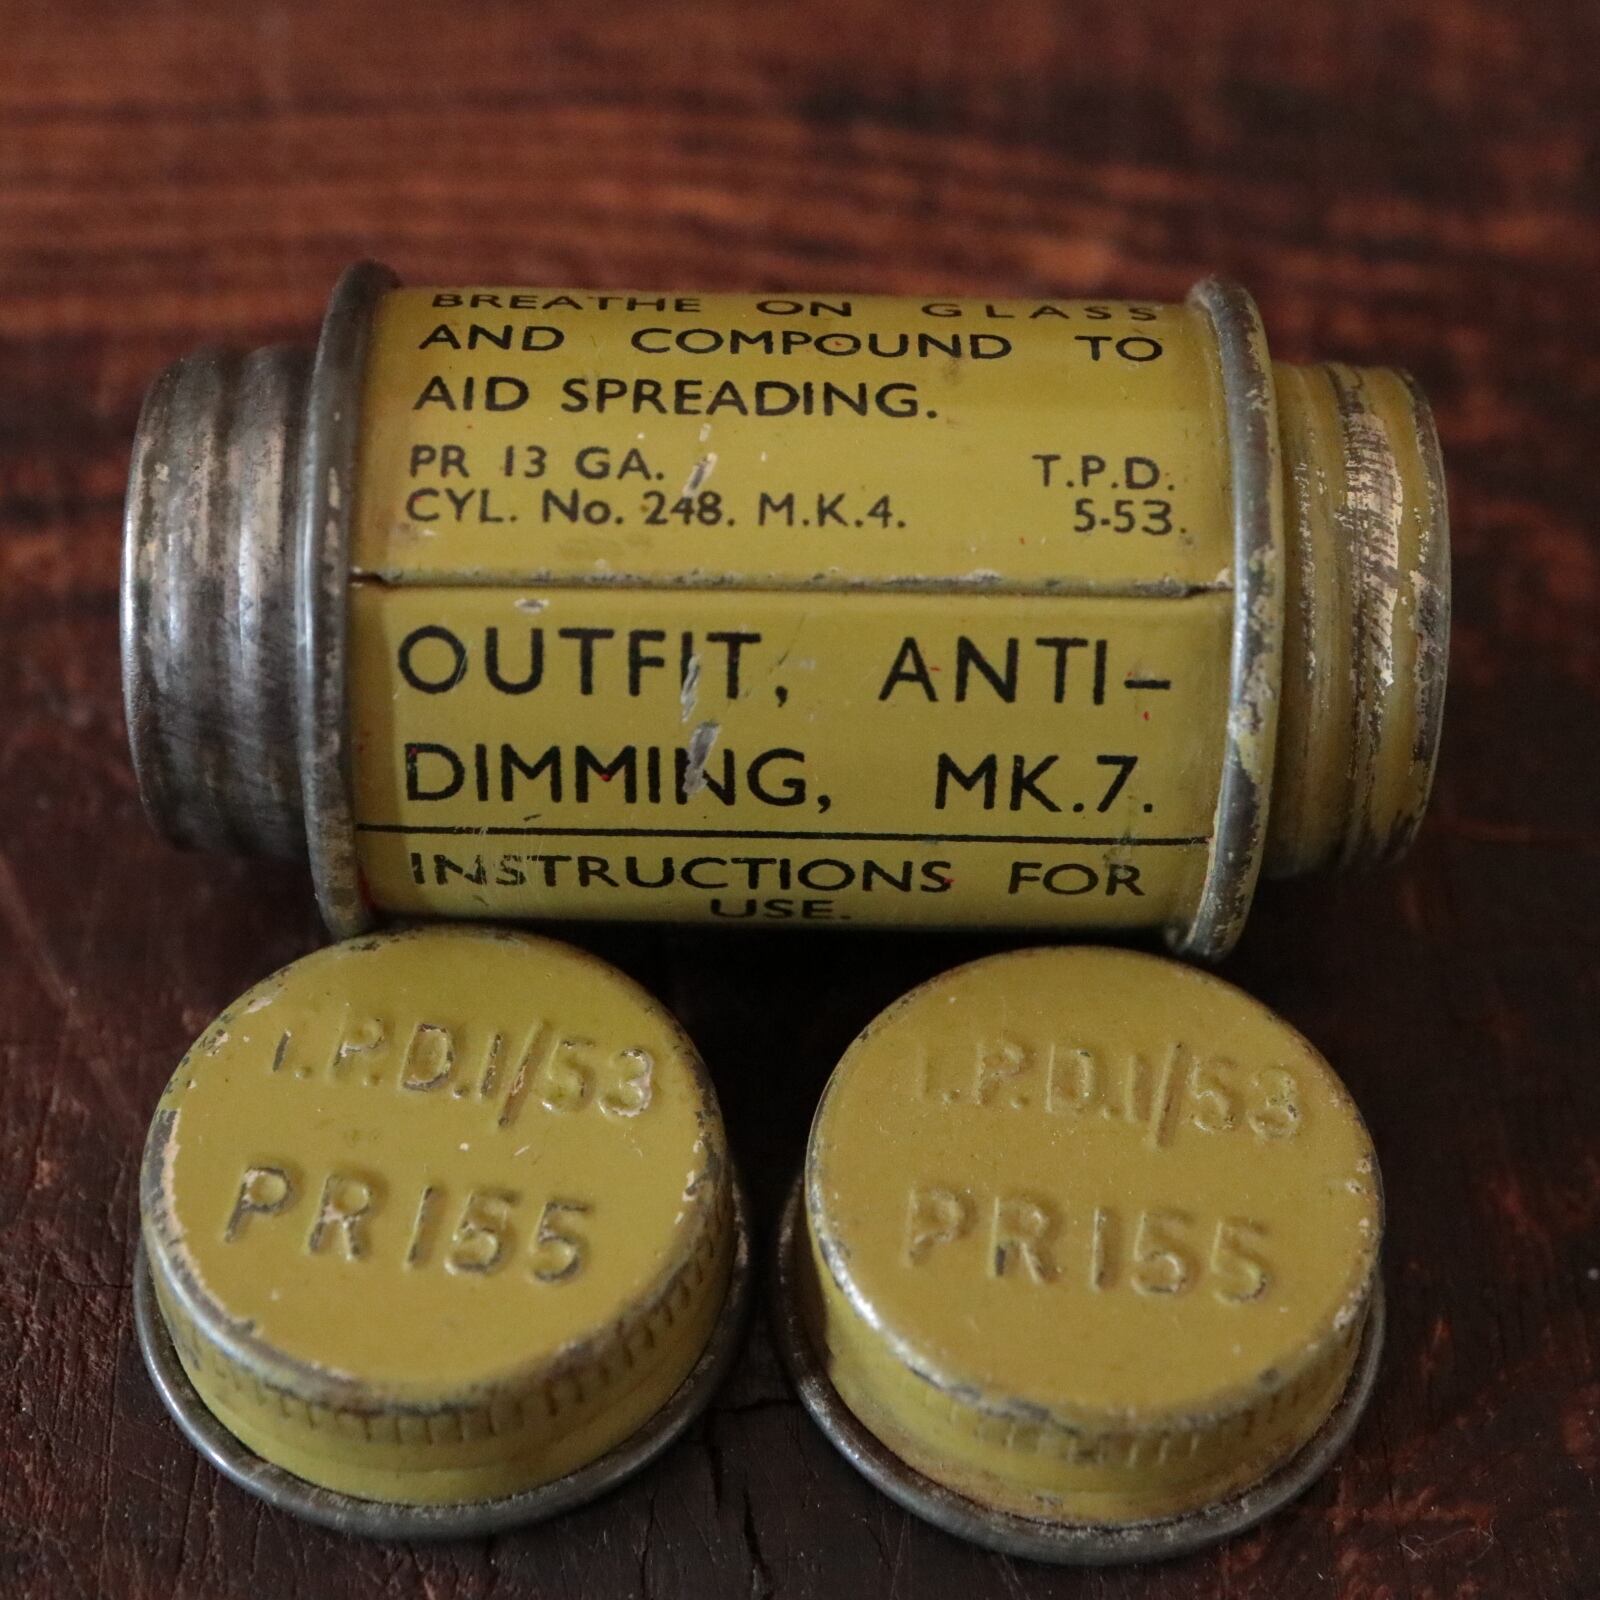 BREATHE ON GLASS
AND COMPOUND TO
AID SPREADING.
PR 13 GA. T.P.D.
CYL. No. 248. M.K.4. 5-53.
OUTFIT, ANTI-
DIMMING, MK.7.
INSTRUCTIONS FOR
USE.
T.P.D.1/53
PR155
T.P.D.1/53
PR155